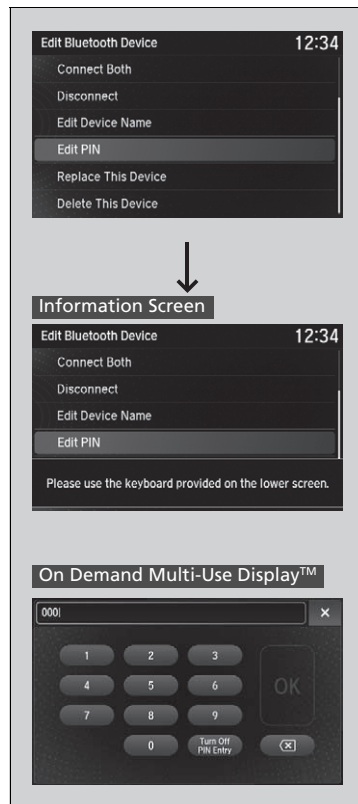 Edit Bluetooth Device 12:34
Connect Both
Disconnect
Edit Device Name
Edit PIN
Replace This Device
Delete This Device
Information Screen
Edit Bluetooth Device 12:34
Connect Both
Disconnect
Edit Device Name
Edit PIN
Please use the keyboard provided on the lower screen.
On Demand Multi-Use Display™
000
1 2 3
4 5 6 OK
7 8 9
0 Turn Off
PIN Entry